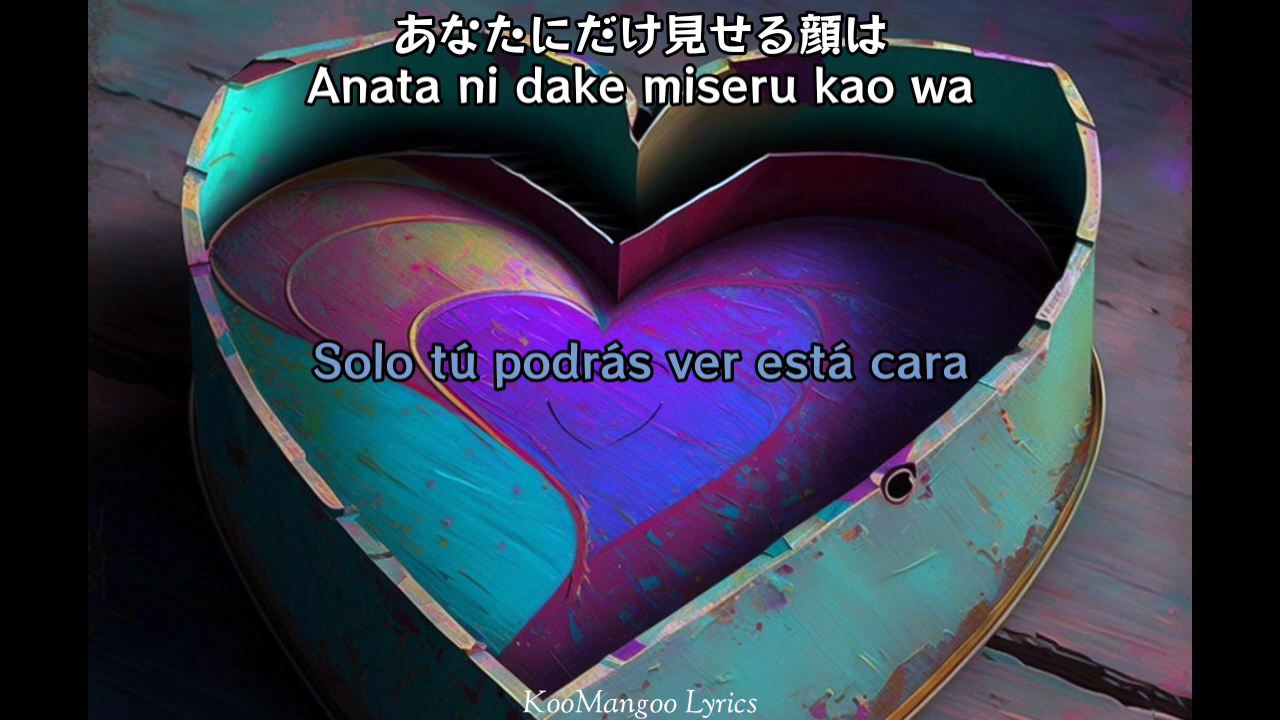 あなたにだけ見せる顔は
Anata ni dake miseru kao wa
Solo tú podrás ver está cara
KooMangoo Lyrics